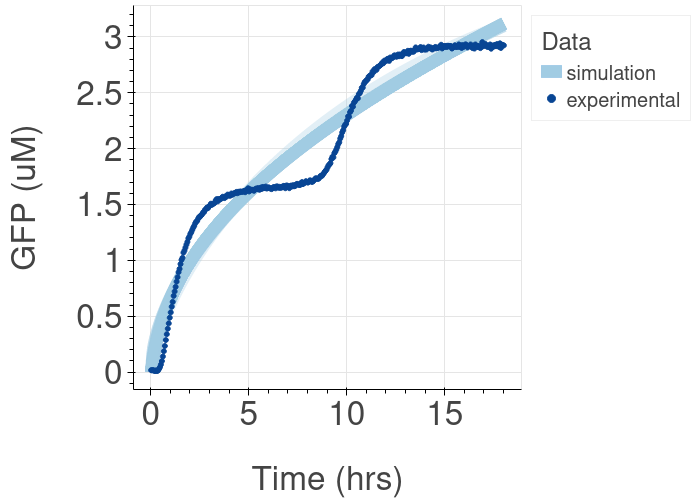 GFP (uM)
3
2.5
2
1.5
1
0.5
0
0
5
10
15
Time (hrs)
Data
simulation
experimental